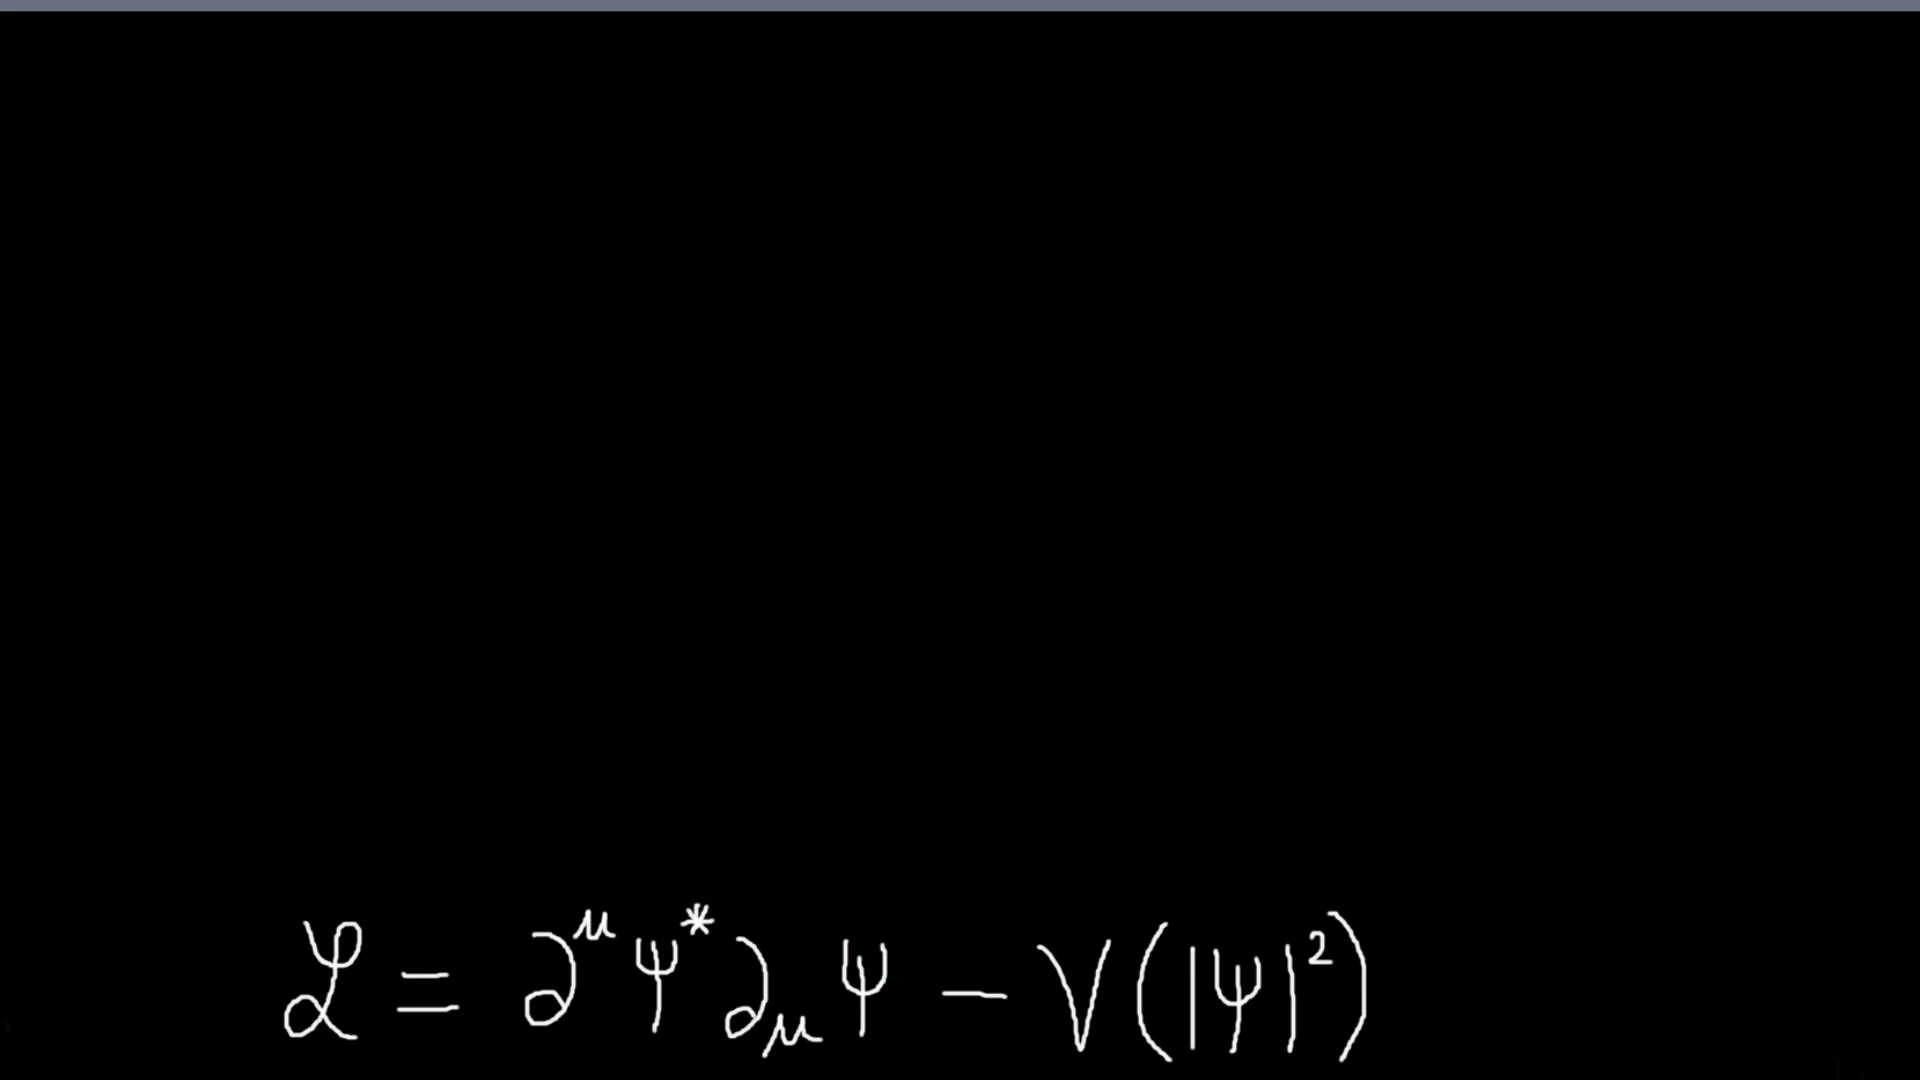 ℒ = ∂^μ ψ* ∂_μ ψ − V(|ψ|²)